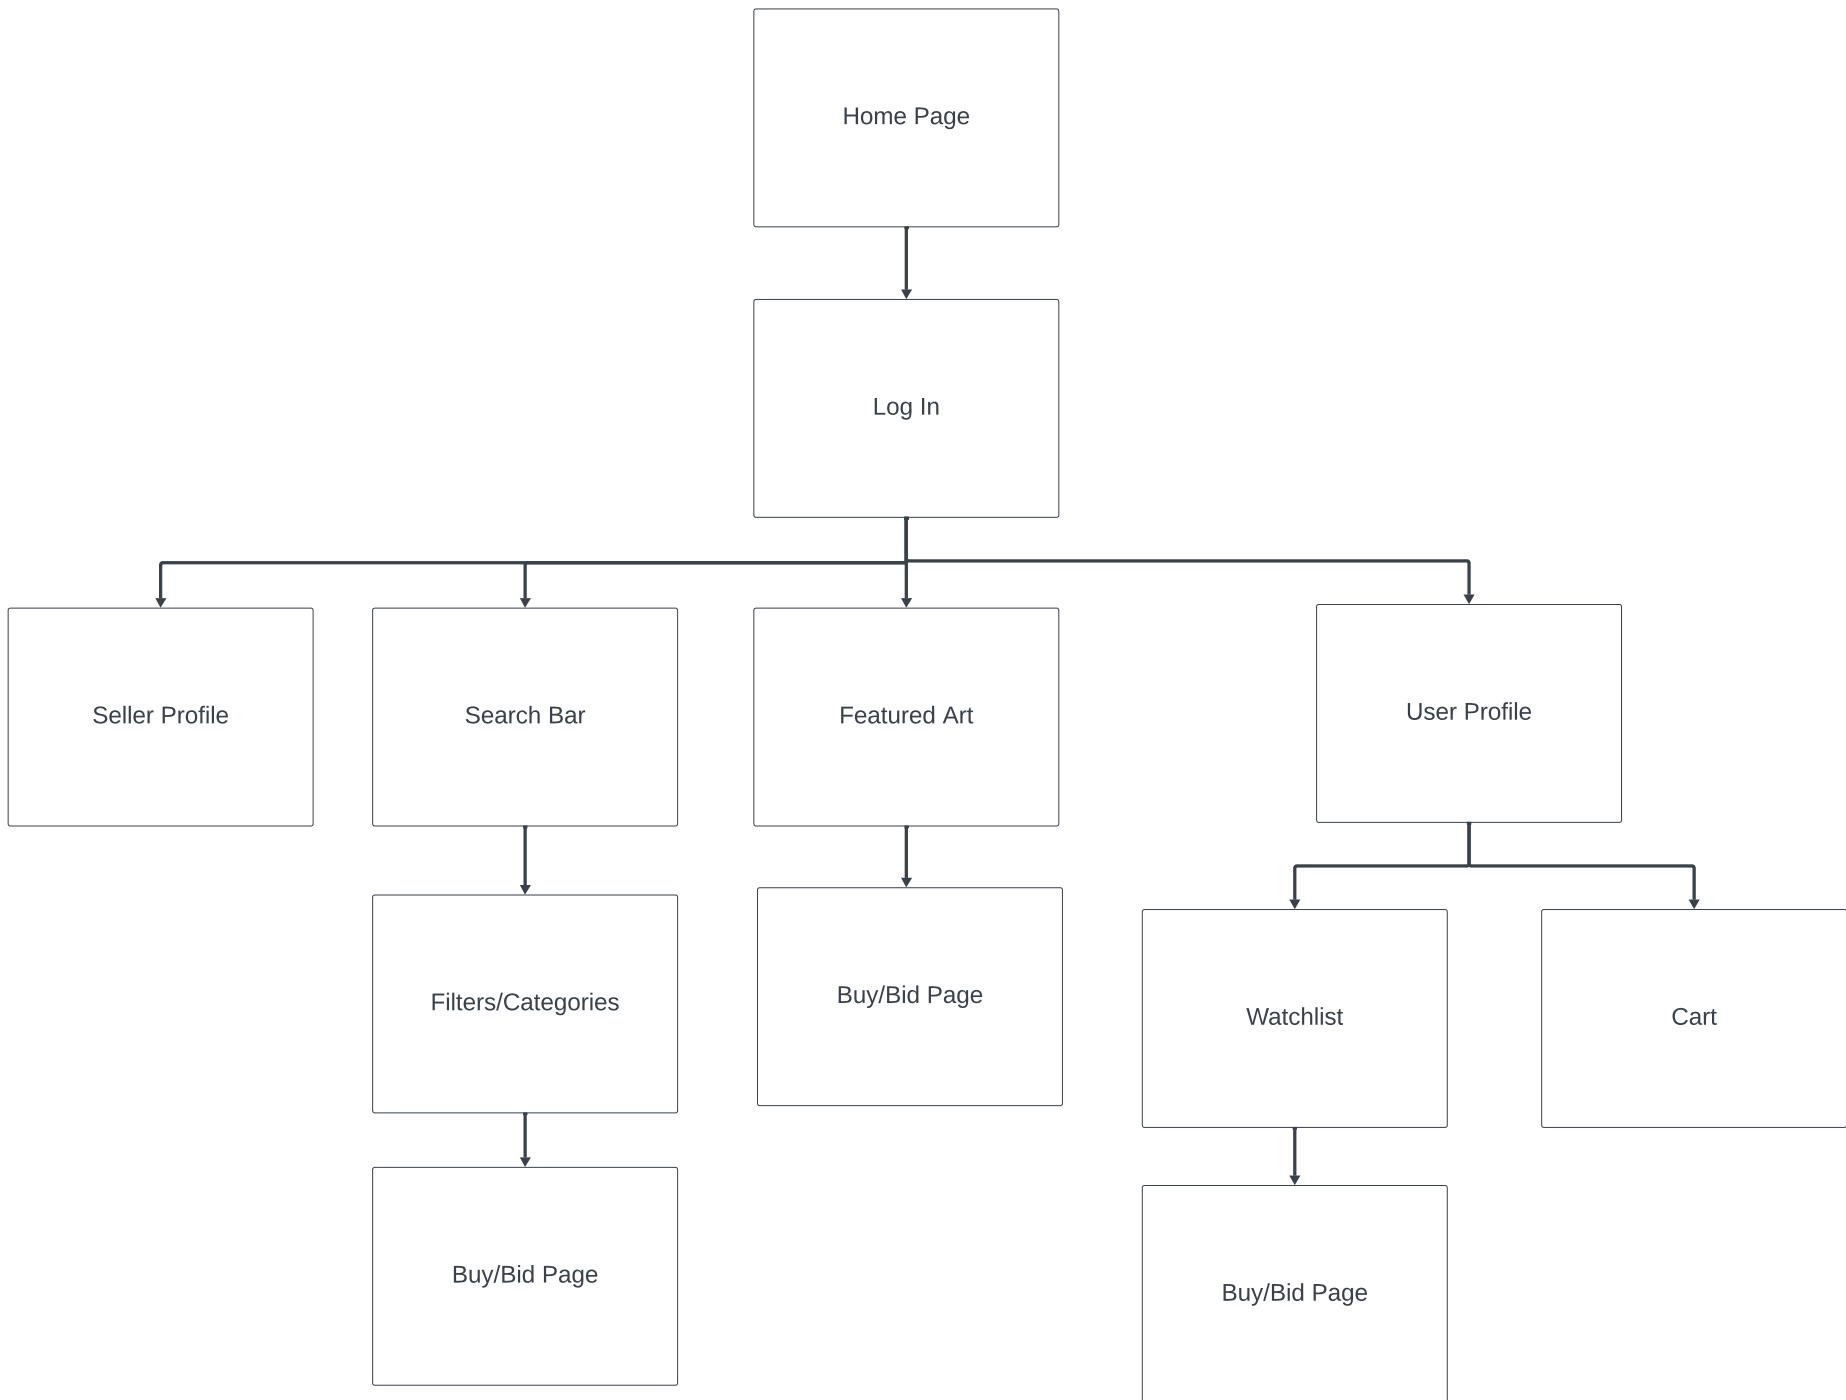 Home Page
Log In
Seller Profile
Search Bar
Featured Art
User Profile
Filters/Categories
Buy/Bid Page
Watchlist
Cart
Buy/Bid Page
Buy/Bid Page